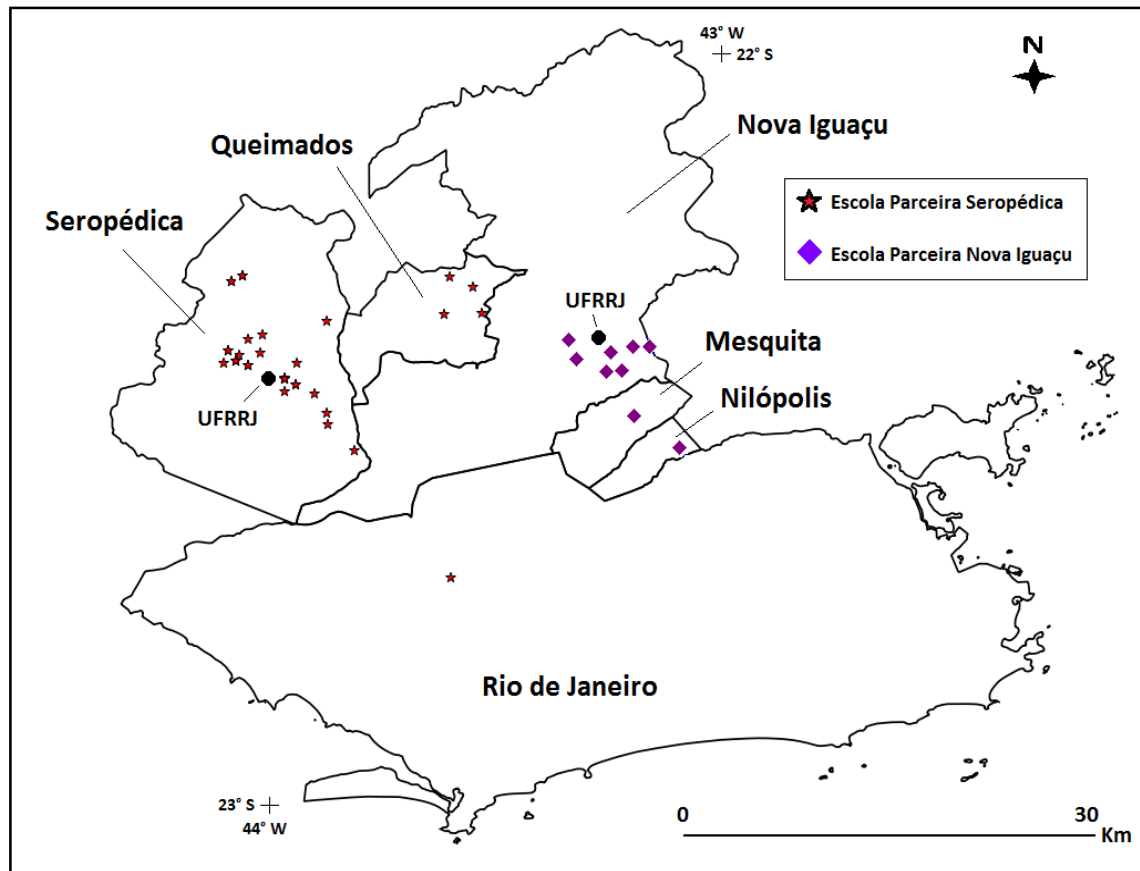 43° W
22° S
N
Nova Iguaçu
Queimados
Seropédica
Escola Parceira Seropédica
Escola Parceira Nova Iguaçu
UFRRJ
Mesquita
Nilópolis
UFRRJ
Rio de Janeiro
23° S
44° W
0
30
Km